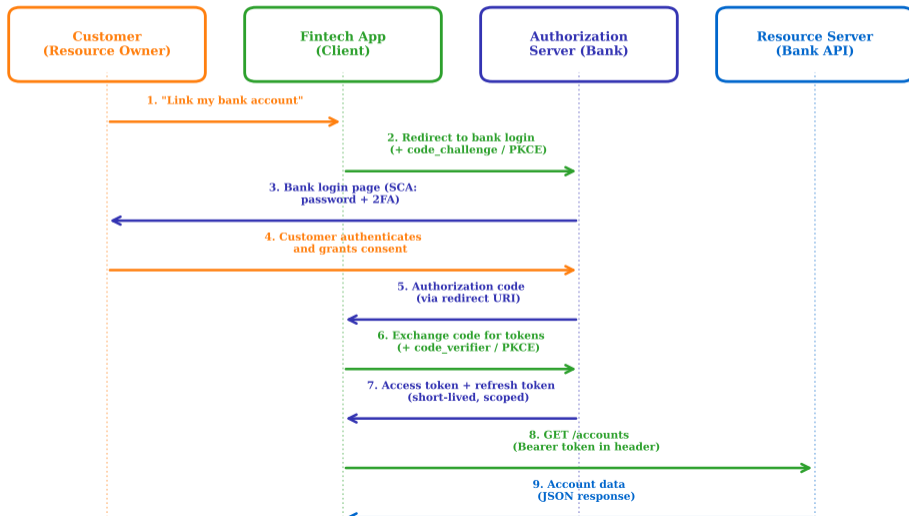 Customer
(Resource Owner)
Fintech App
(Client)
Authorization
Server (Bank)
Resource Server
(Bank API)
1. "Link my bank account"
2. Redirect to bank login
(+ code_challenge / PKCE)
3. Bank login page (SCA:
password + 2FA)
4. Customer authenticates
and grants consent
5. Authorization code
(via redirect URI)
6. Exchange code for tokens
(+ code_verifier / PKCE)
7. Access token + refresh token
(short-lived, scoped)
8. GET /accounts
(Bearer token in header)
9. Account data
(JSON response)